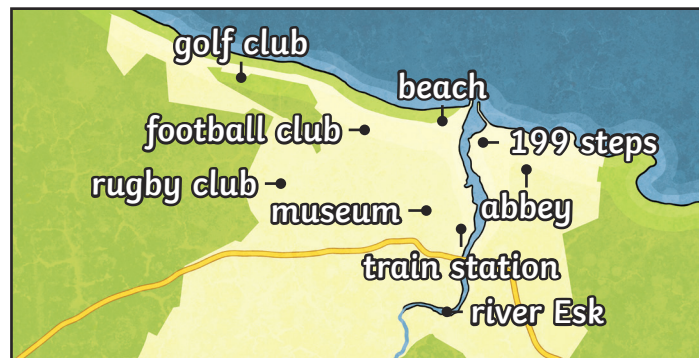 golf club
beach
football club
199 steps
rugby club
museum
abbey
train station
river Esk